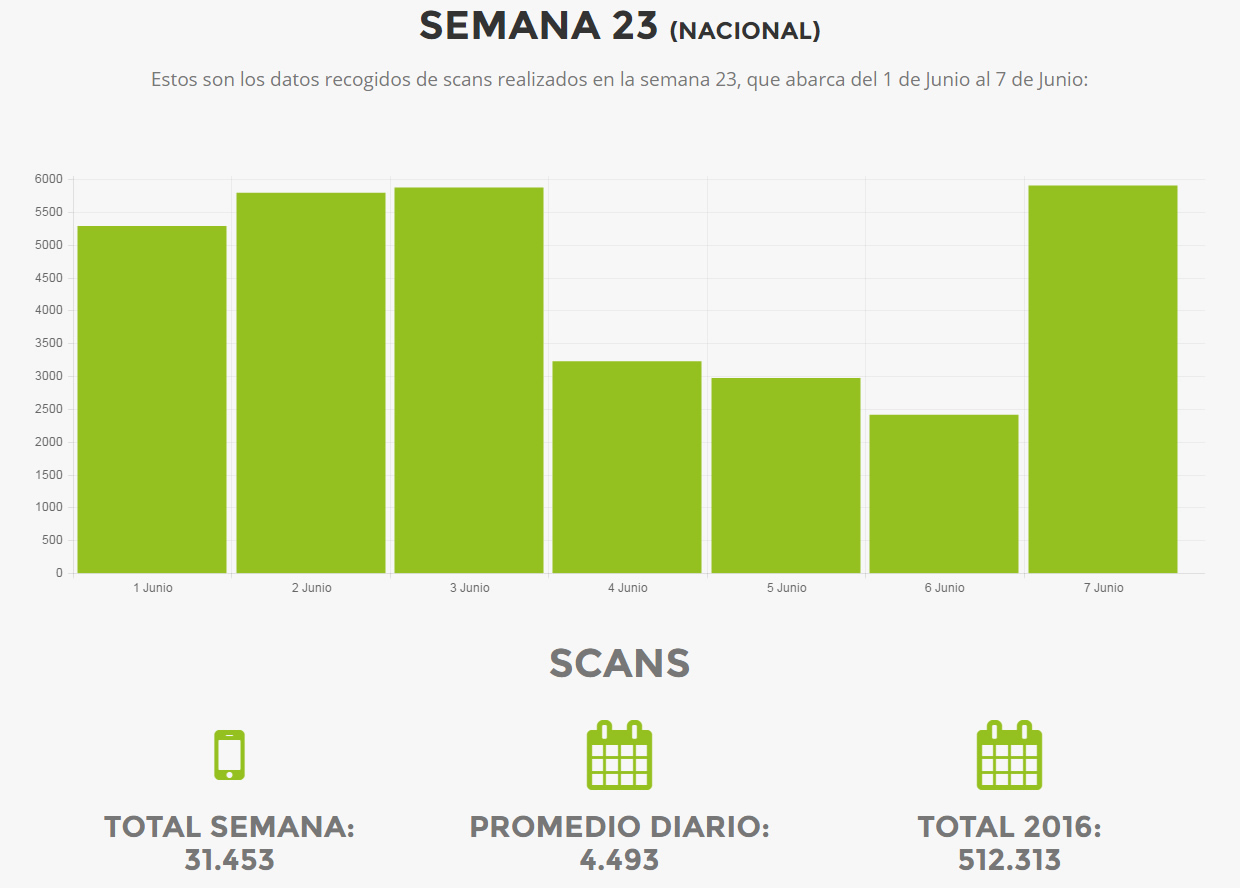 SEMANA 23 (NACIONAL)
Estos son los datos recogidos de scans realizados en la semana 23, que abarca del 1 de Junio al 7 de Junio:
6000
5500
5000
4500
4000
3500
3000
2500
2000
1500
1000
500
0
1 Junio 2 Junio 3 Junio 4 Junio 5 Junio 6 Junio 7 Junio
SCANS
TOTAL SEMANA: PROMEDIO DIARIO: TOTAL 2016:
31.453 4.493 512.313